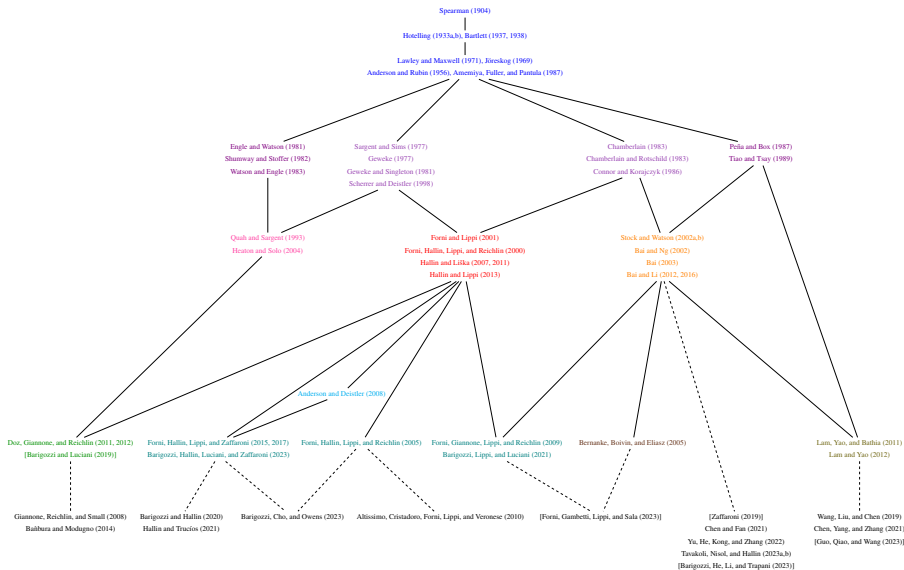 Spearman (1904)
Hotelling (1933a,b), Bartlett (1937, 1938)
Lawley and Maxwell (1971), Jöreskog (1969)
Anderson and Rubin (1956), Amemiya, Fuller, and Pantula (1987)
Engle and Watson (1981)
Shumway and Stoffer (1982)
Watson and Engle (1983)
Sargent and Sims (1977)
Geweke (1977)
Geweke and Singleton (1981)
Scherrer and Deistler (1998)
Chamberlain (1983)
Chamberlain and Rotschild (1983)
Connor and Korajczyk (1986)
Peña and Box (1987)
Tiao and Tsay (1989)
Quah and Sargent (1993)
Heaton and Solo (2004)
Forni and Lippi (2001)
Forni, Hallin, Lippi, and Reichlin (2000)
Hallin and Liška (2007, 2011)
Hallin and Lippi (2013)
Stock and Watson (2002a,b)
Bai and Ng (2002)
Bai (2003)
Bai and Li (2012, 2016)
Anderson and Deistler (2008)
Doz, Giannone, and Reichlin (2011, 2012)
[Barigozzi and Luciani (2019)]
Forni, Hallin, Lippi, and Zaffaroni (2015, 2017)
Barigozzi, Hallin, Luciani, and Zaffaroni (2023)
Forni, Hallin, Lippi, and Reichlin (2005)
Forni, Giannone, Lippi, and Reichlin (2009)
Barigozzi, Lippi, and Luciani (2021)
Bernanke, Boivin, and Eliasz (2005)
Lam, Yao, and Bathia (2011)
Lam and Yao (2012)
Giannone, Reichlin, and Small (2008)
Bańbura and Modugno (2014)
Barigozzi and Hallin (2020)
Hallin and Trucíos (2021)
Barigozzi, Cho, and Owens (2023)
Altissimo, Cristadoro, Forni, Lippi, and Veronese (2010)
[Forni, Gambetti, Lippi, and Sala (2023)]
[Zaffaroni (2019)]
Chen and Fan (2021)
Yu, He, Kong, and Zhang (2022)
Tavakoli, Nisol, and Hallin (2023a,b)
[Barigozzi, He, Li, and Trapani (2023)]
Wang, Liu, and Chen (2019)
Chen, Yang, and Zhang (2021)
[Guo, Qiao, and Wang (2023)]